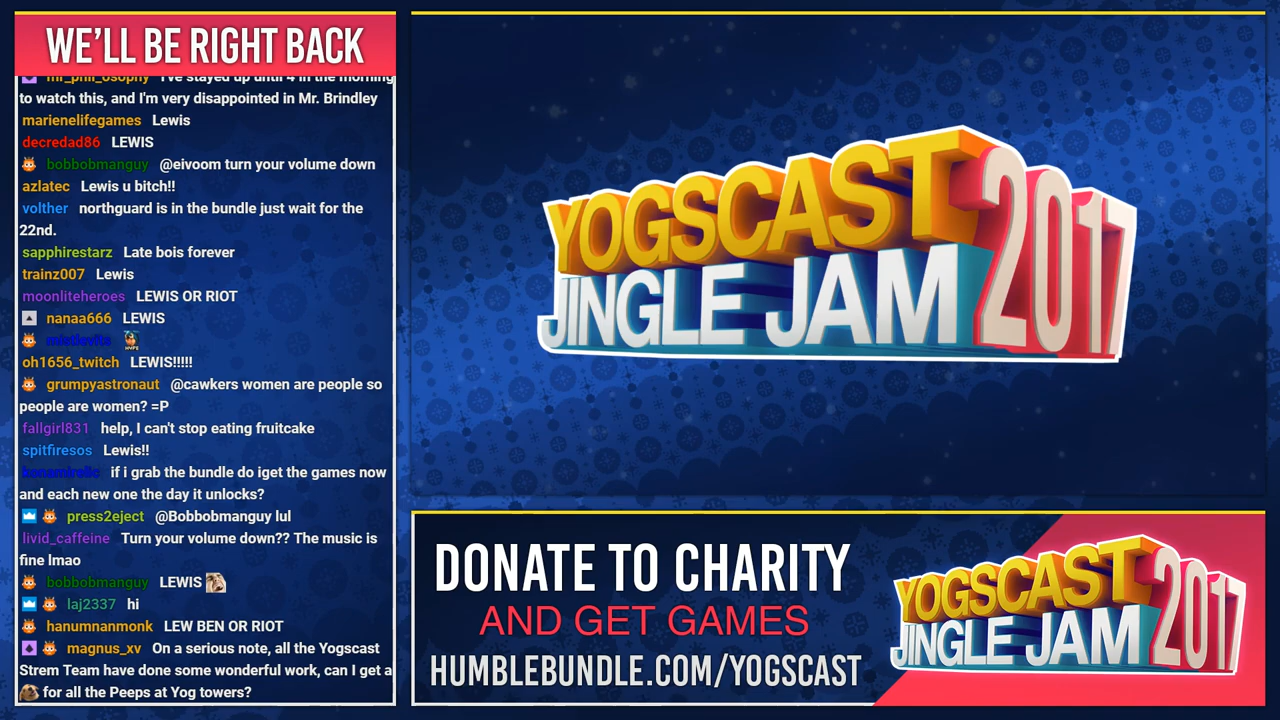 WE'LL BE RIGHT BACK
mr_phil_osophy I've stayed up until 4 in the morning
to watch this, and I'm very disappointed in Mr. Brindley
marienelifegames Lewis
decredad86 LEWIS
bobbobmanguy @eivoom turn your volume down
azlatec Lewis u bitch!!
volther northguard is in the bundle just wait for the
22nd.
sapphirestarz Late bois forever
trainz007 Lewis
moonliteheroes LEWIS OR RIOT
nanaa666 LEWIS
oh1656_twitch LEWIS!!!!!
grumpyastronaut @cawkers women are people so
people are women? =P
fallgirl831 help, I can't stop eating fruitcake
spitfiresos Lewis!!
if i grab the bundle do iget the games now
and each new one the day it unlocks?
press2eject @Bobbobmanguy lul
livid_caffeine Turn your volume down?? The music is
fine lmao
bobbobmanguy LEWIS
laj2337 hi
hanumnanmonk LEW BEN OR RIOT
magnus_xv On a serious note, all the Yogscast
Strem Team have done some wonderful work, can I get a
for all the Peeps at Yog towers?
YOGSCAST
JINGLE JAM 2017
DONATE TO CHARITY
AND GET GAMES
HUMBLEBUNDLE.COM/YOGSCAST
YOGSCAST
JINGLE JAM 2017